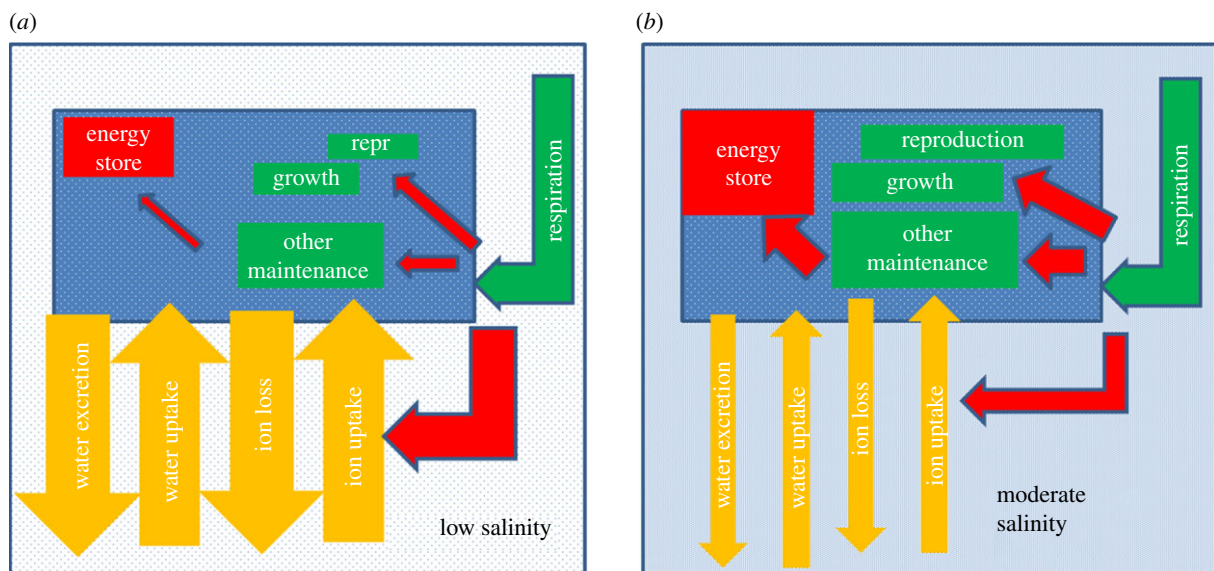 (a)
energy
store
repr
growth
other
maintenance
respiration
water excretion
water uptake
ion loss
ion uptake
low salinity
(b)
energy
store
reproduction
growth
other
maintenance
respiration
water excretion
water uptake
ion loss
ion uptake
moderate
salinity